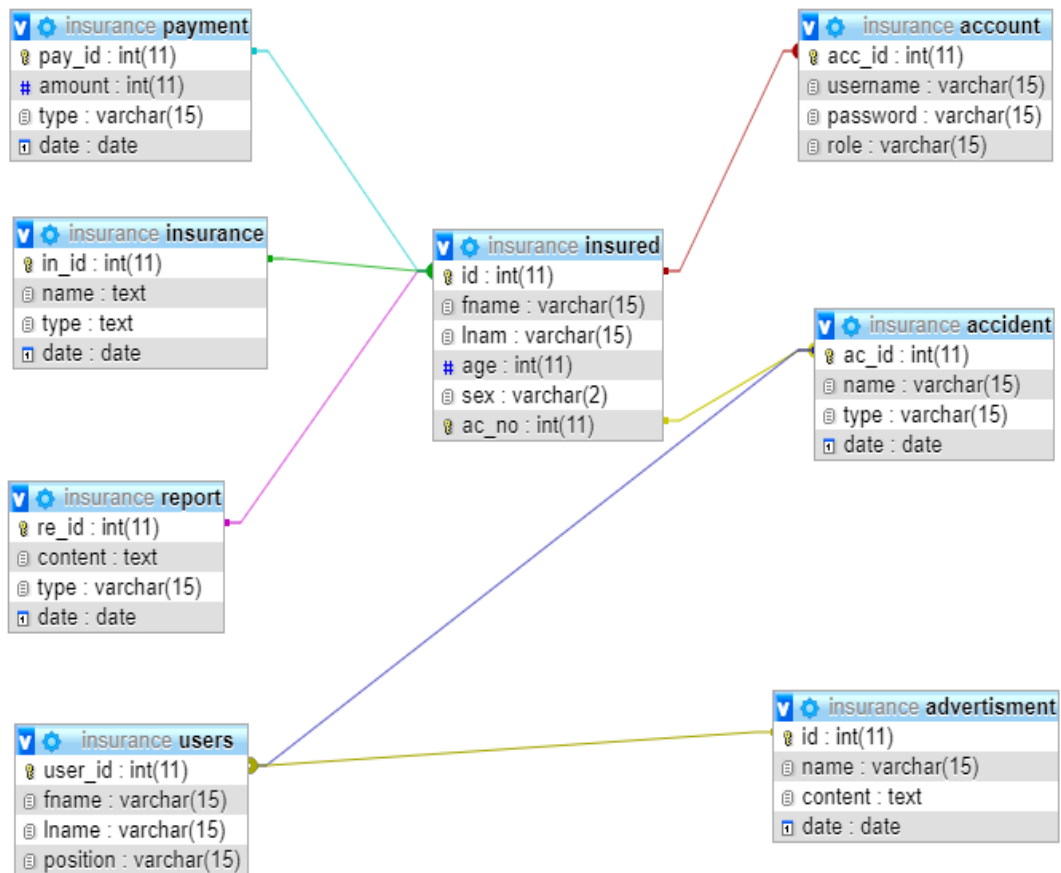 insurance payment
pay_id : int(11)
# amount : int(11)
type : varchar(15)
date : date
insurance account
acc_id : int(11)
username : varchar(15)
password : varchar(15)
role : varchar(15)
insurance insurance
in_id : int(11)
name : text
type : text
date : date
insurance insured
id : int(11)
fname : varchar(15)
lnam : varchar(15)
# age : int(11)
sex : varchar(2)
ac_no : int(11)
insurance accident
ac_id : int(11)
name : varchar(15)
type : varchar(15)
date : date
insurance report
re_id : int(11)
content : text
type : varchar(15)
date : date
insurance users
user_id : int(11)
fname : varchar(15)
lname : varchar(15)
position : varchar(15)
insurance advertisment
id : int(11)
name : varchar(15)
content : text
date : date